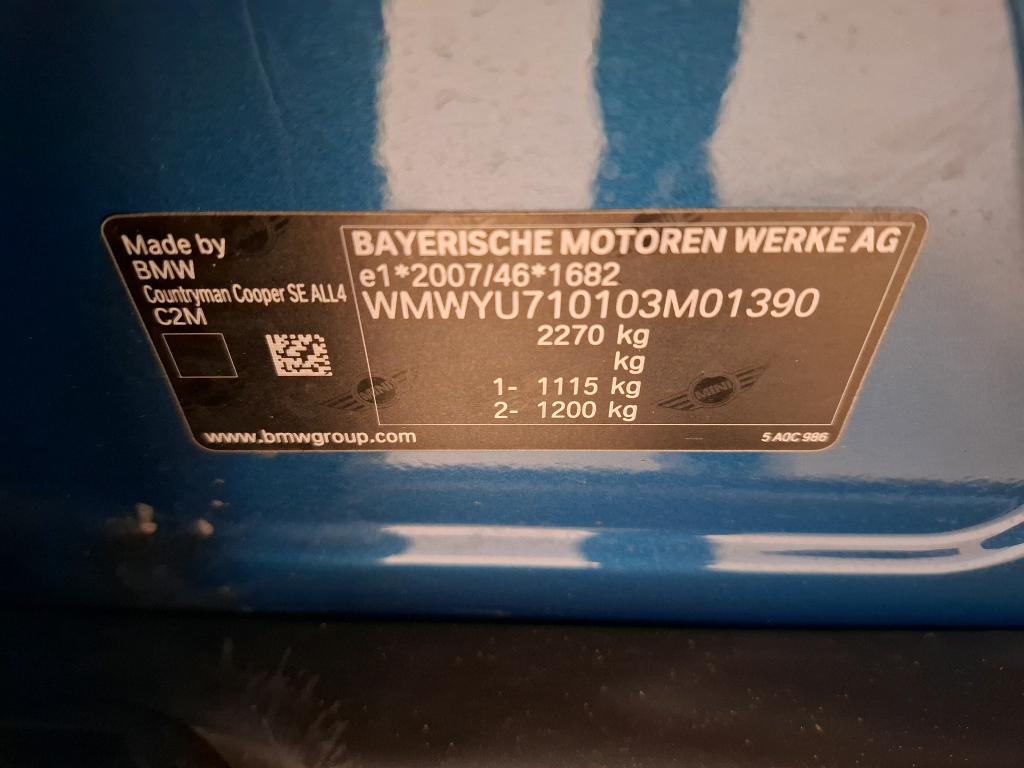 Made by
BMW
Countryman Cooper SE ALL4
C2M
BAYERISCHE MOTOREN WERKE AG
e1*2007/46*1682
WMWYU710103M01390
2270 kg
kg
1- 1115 kg
2- 1200 kg
MINI
www.bmwgroup.com
5 A0C 986